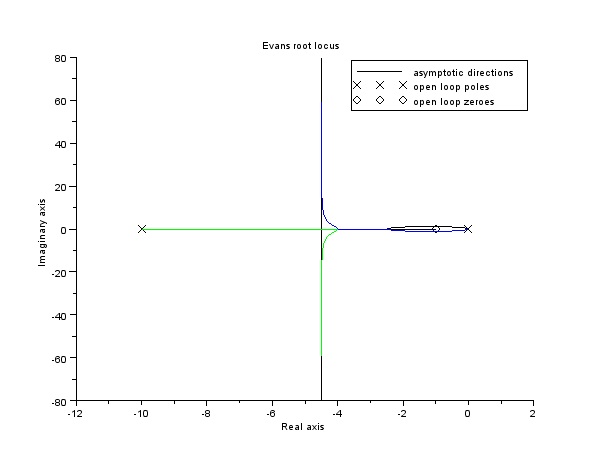 Evans root locus
asymptotic directions
open loop poles
open loop zeroes
80
60
40
20
0
-20
-40
-60
-80
Imaginary axis
-12 -10 -8 -6 -4 -2 0 2
Real axis